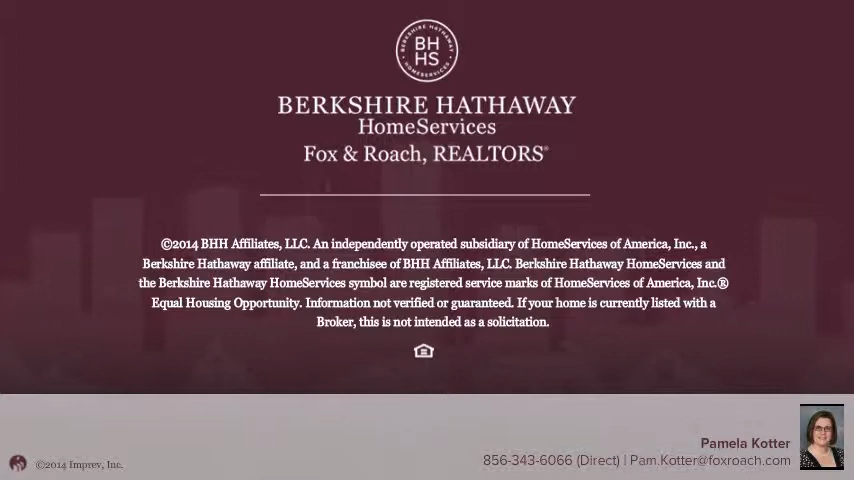 BERKSHIRE HATHAWAY
HOMESERVICES
BH
HS
BERKSHIRE HATHAWAY
HomeServices
Fox & Roach, REALTORS®
©2014 BHH Affiliates, LLC. An independently operated subsidiary of HomeServices of America, Inc., a
Berkshire Hathaway affiliate, and a franchisee of BHH Affiliates, LLC. Berkshire Hathaway HomeServices and
the Berkshire Hathaway HomeServices symbol are registered service marks of HomeServices of America, Inc.®
Equal Housing Opportunity. Information not verified or guaranteed. If your home is currently listed with a
Broker, this is not intended as a solicitation.
Pamela Kotter
856-343-6066 (Direct) | Pam.Kotter@foxroach.com
©2014 Imprev, Inc.